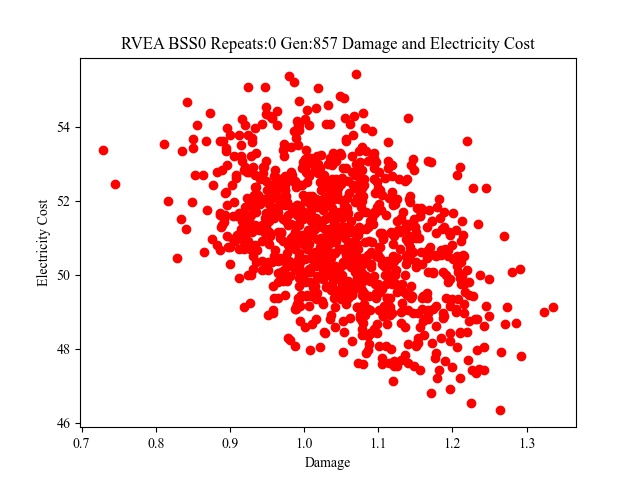 RVEA BSS0 Repeats:0 Gen:857 Damage and Electricity Cost
Electricity Cost
54
52
50
48
46
0.7 0.8 0.9 1.0 1.1 1.2 1.3
Damage